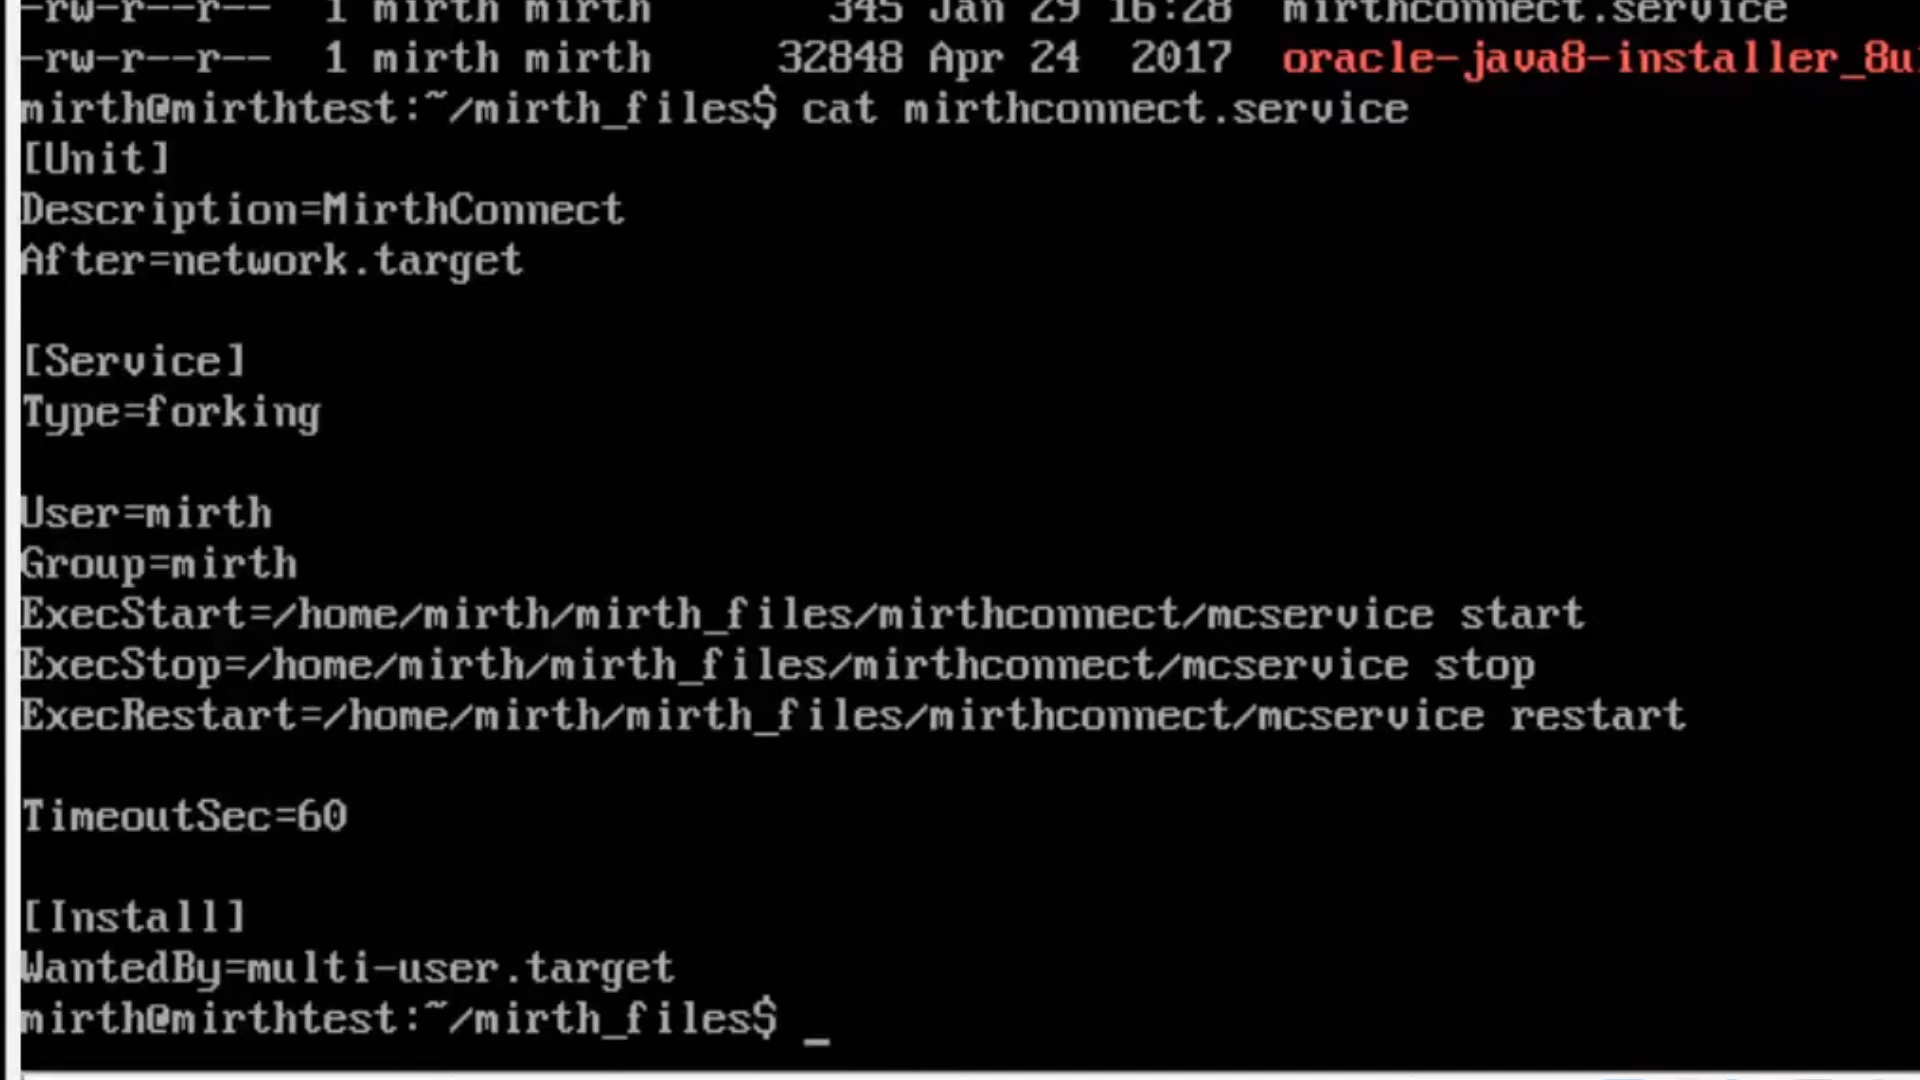 -rw-r--r-- 1 mirth mirth 345 Jan 29 16:28 mirthconnect.service
-rw-r--r-- 1 mirth mirth 32848 Apr 24 2017 oracle-java8-installer_8u
mirth@mirthtest:~/mirth_files$ cat mirthconnect.service
[Unit]
Description=MirthConnect
After=network.target
[Service]
Type=forking
User=mirth
Group=mirth
ExecStart=/home/mirth/mirth_files/mirthconnect/mcservice start
ExecStop=/home/mirth/mirth_files/mirthconnect/mcservice stop
ExecRestart=/home/mirth/mirth_files/mirthconnect/mcservice restart
TimeoutSec=60
[Install]
WantedBy=multi-user.target
mirth@mirthtest:~/mirth_files$ _